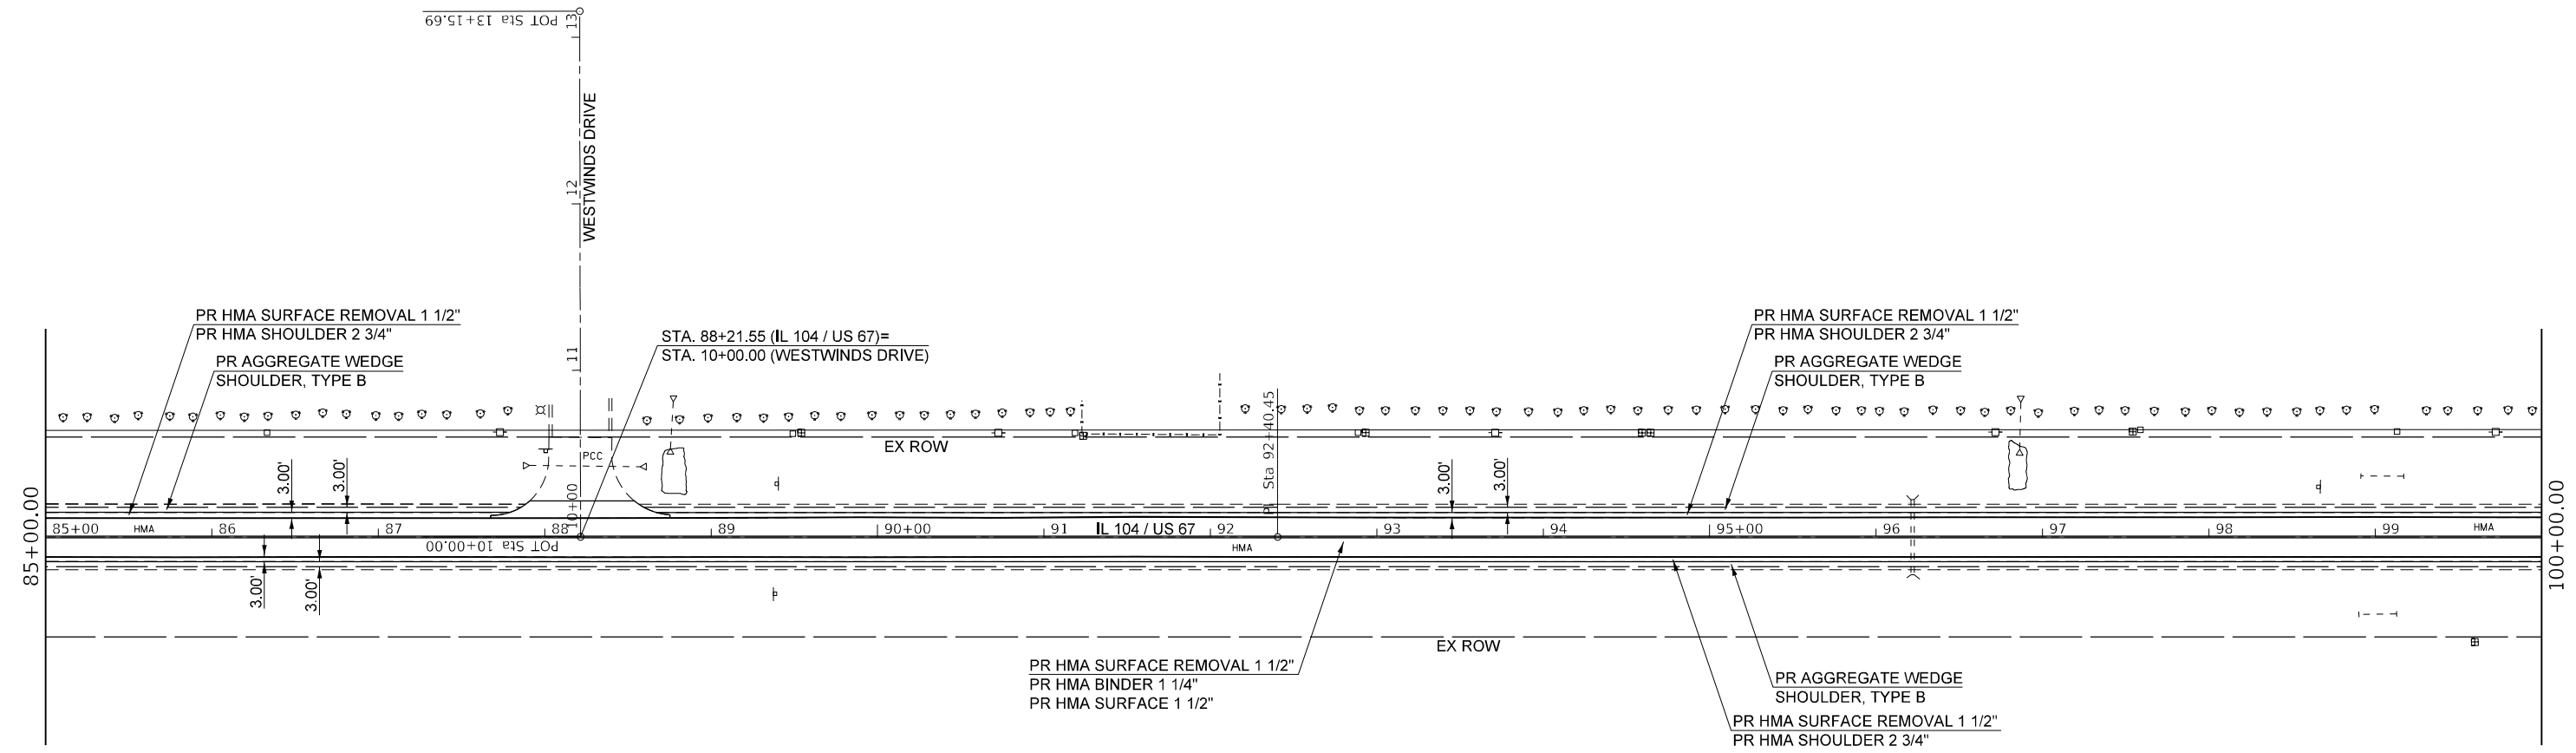 POT Sta 13+15.69
13
12
WESTWINDS DRIVE
11
PR HMA SURFACE REMOVAL 1 1/2"
PR HMA SHOULDER 2 3/4"
PR AGGREGATE WEDGE
SHOULDER, TYPE B
STA. 88+21.55 (IL 104 / US 67)=
STA. 10+00.00 (WESTWINDS DRIVE)
PR HMA SURFACE REMOVAL 1 1/2"
PR HMA SHOULDER 2 3/4"
PR AGGREGATE WEDGE
SHOULDER, TYPE B
PI Sta 92+40.45
EX ROW
PCC
3.00'
3.00'
3.00'
3.00'
10+00
85+00.00
85+00
HMA
86
87
88
89
90+00
91
IL 104 / US 67
92
93
94
95+00
96
97
98
99
HMA
100+00.00
POT Sta 10+00.00
HMA
3.00'
3.00'
EX ROW
PR HMA SURFACE REMOVAL 1 1/2"
PR HMA BINDER 1 1/4"
PR HMA SURFACE 1 1/2"
PR AGGREGATE WEDGE
SHOULDER, TYPE B
PR HMA SURFACE REMOVAL 1 1/2"
PR HMA SHOULDER 2 3/4"